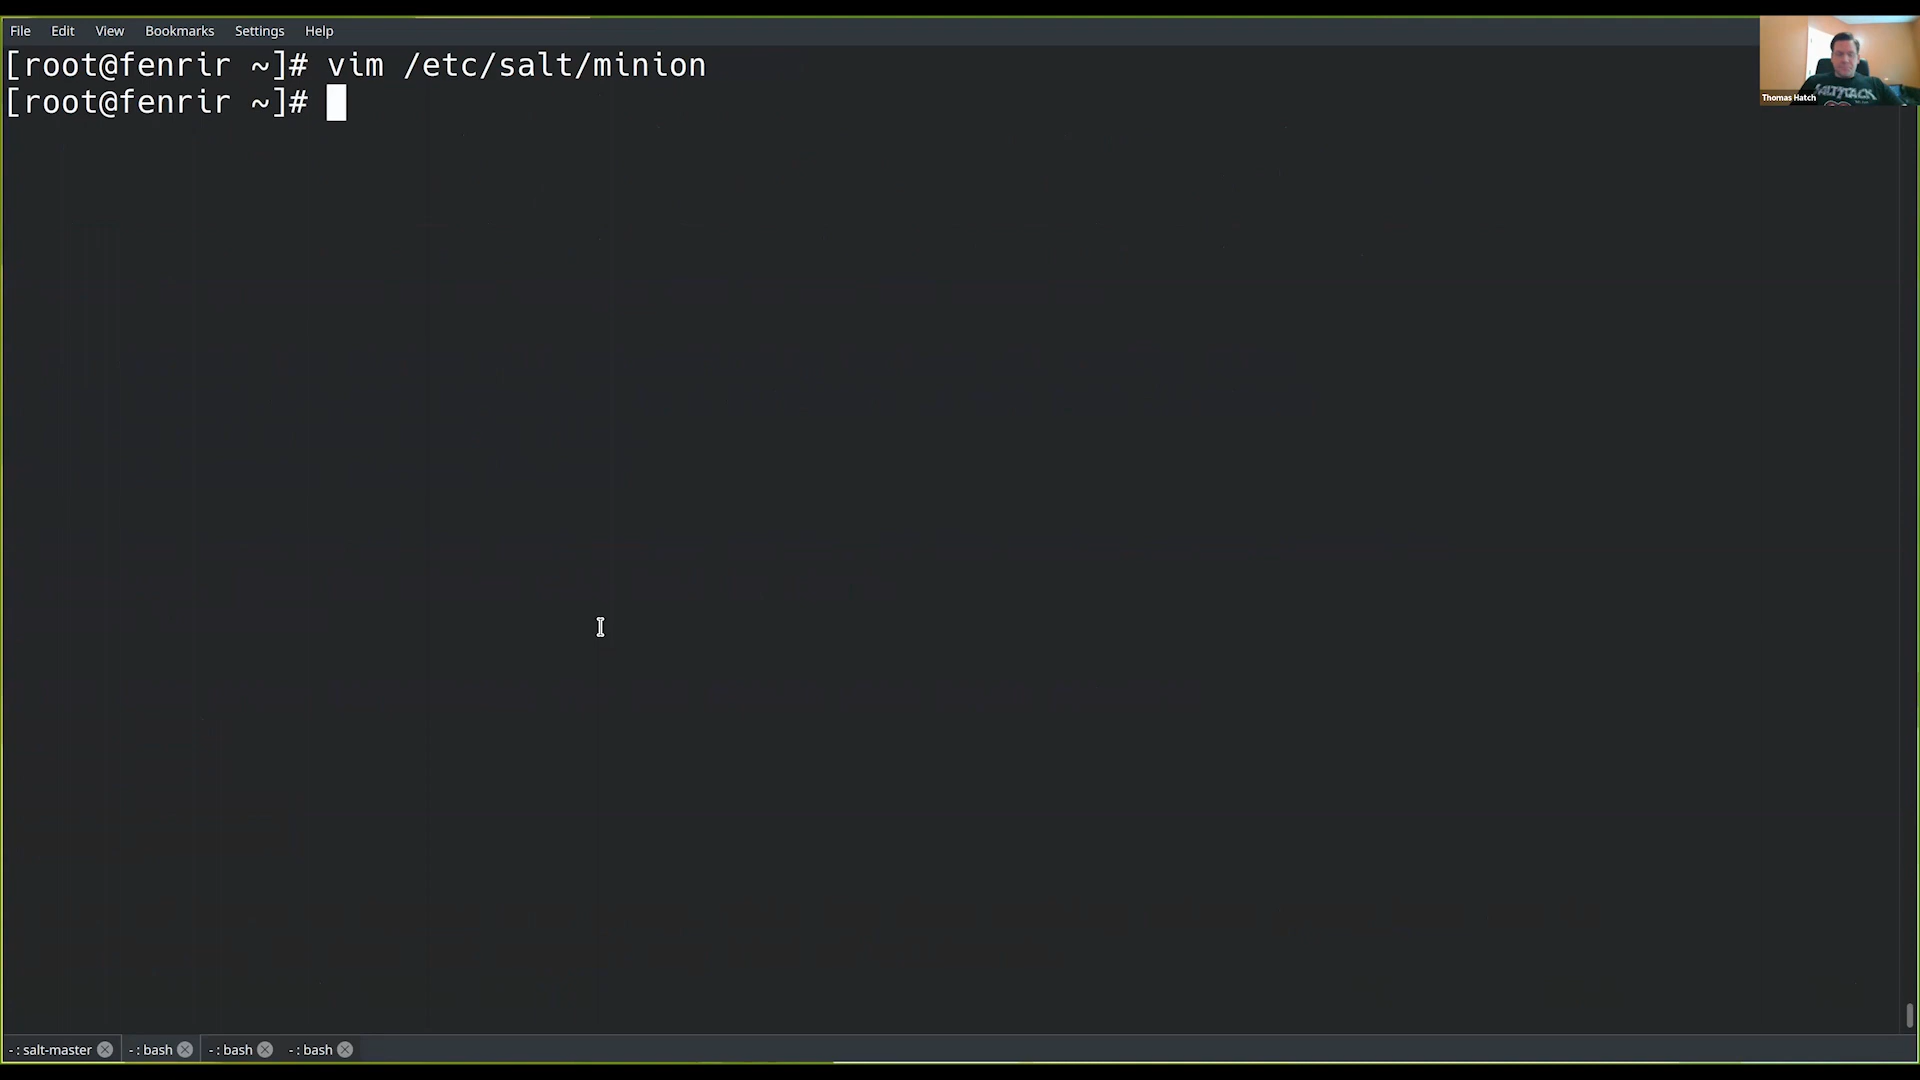 File Edit View Bookmarks Settings Help
[root@fenrir ~]# vim /etc/salt/minion
[root@fenrir ~]#
Thomas Hatch
SALTSTACK
- : salt-master - : bash - : bash - : bash